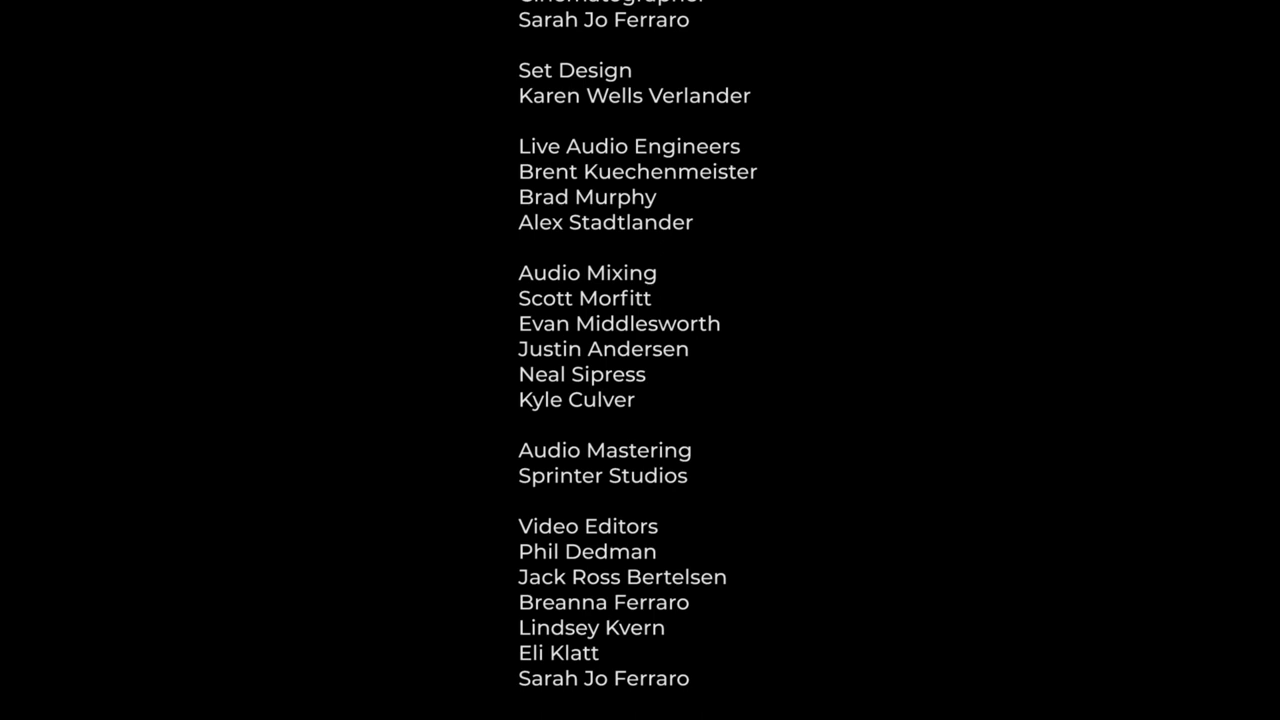 Cinematographer
Sarah Jo Ferraro
Set Design
Karen Wells Verlander
Live Audio Engineers
Brent Kuechenmeister
Brad Murphy
Alex Stadtlander
Audio Mixing
Scott Morfitt
Evan Middlesworth
Justin Andersen
Neal Sipress
Kyle Culver
Audio Mastering
Sprinter Studios
Video Editors
Phil Dedman
Jack Ross Bertelsen
Breanna Ferraro
Lindsey Kvern
Eli Klatt
Sarah Jo Ferraro